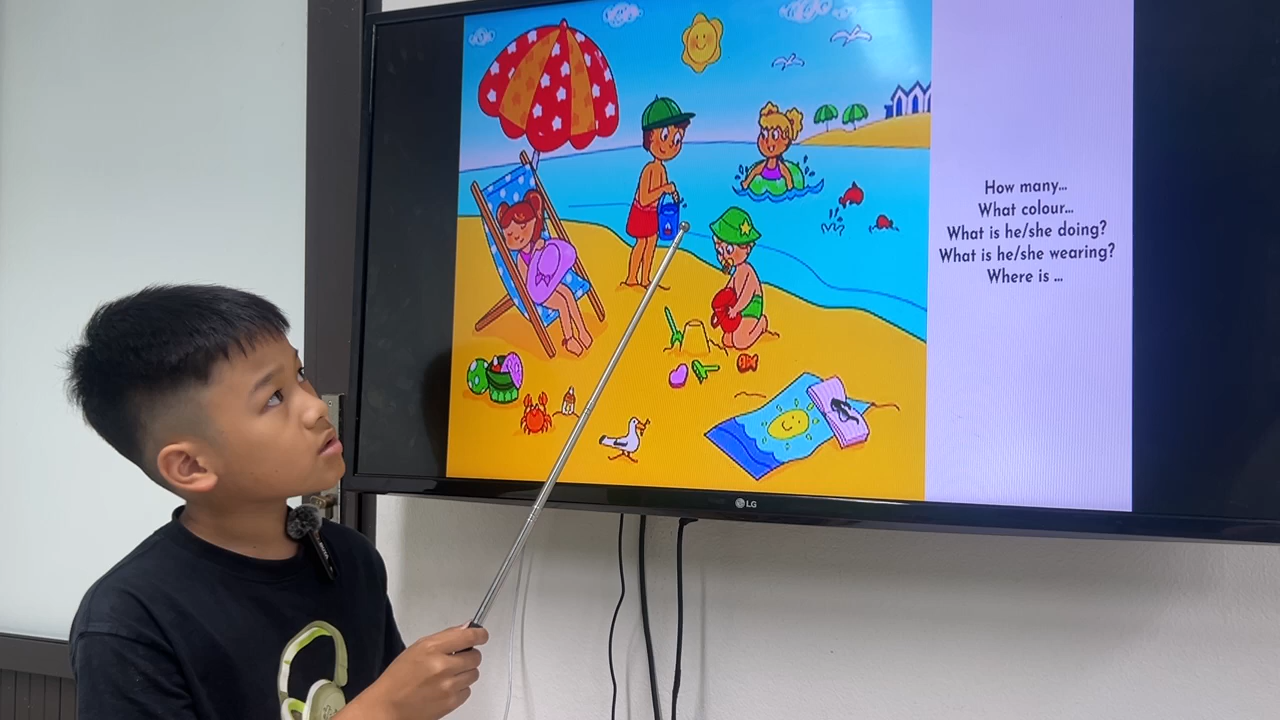 How many...
What colour...
What is he/she doing?
What is he/she wearing?
Where is ...
LG